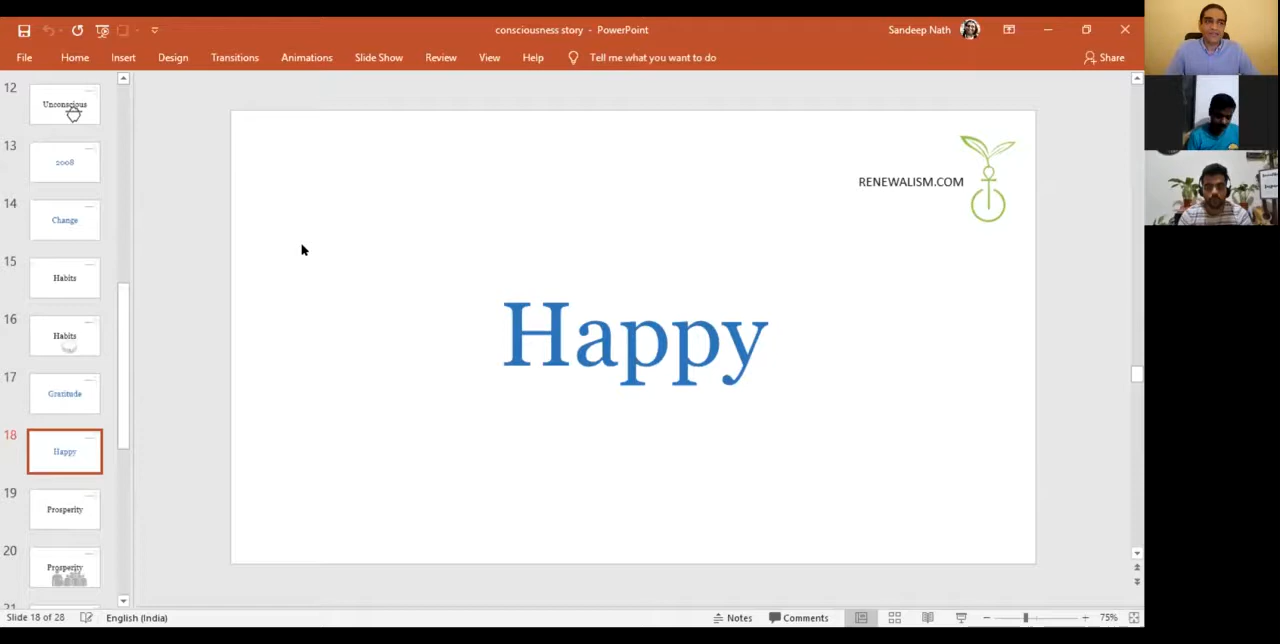 consciousness story - PowerPoint
Sandeep Nath
File Home Insert Design Transitions Animations Slide Show Review View Help Tell me what you want to do Share
12
Unconscious
13
2008
14
Change
15
Habits
16
Habits
17
Gratitude
18
Happy
19
Prosperity
20
Prosperity
RENEWALISM.COM
Happy
Slide 18 of 28 English (India) Notes Comments 75%